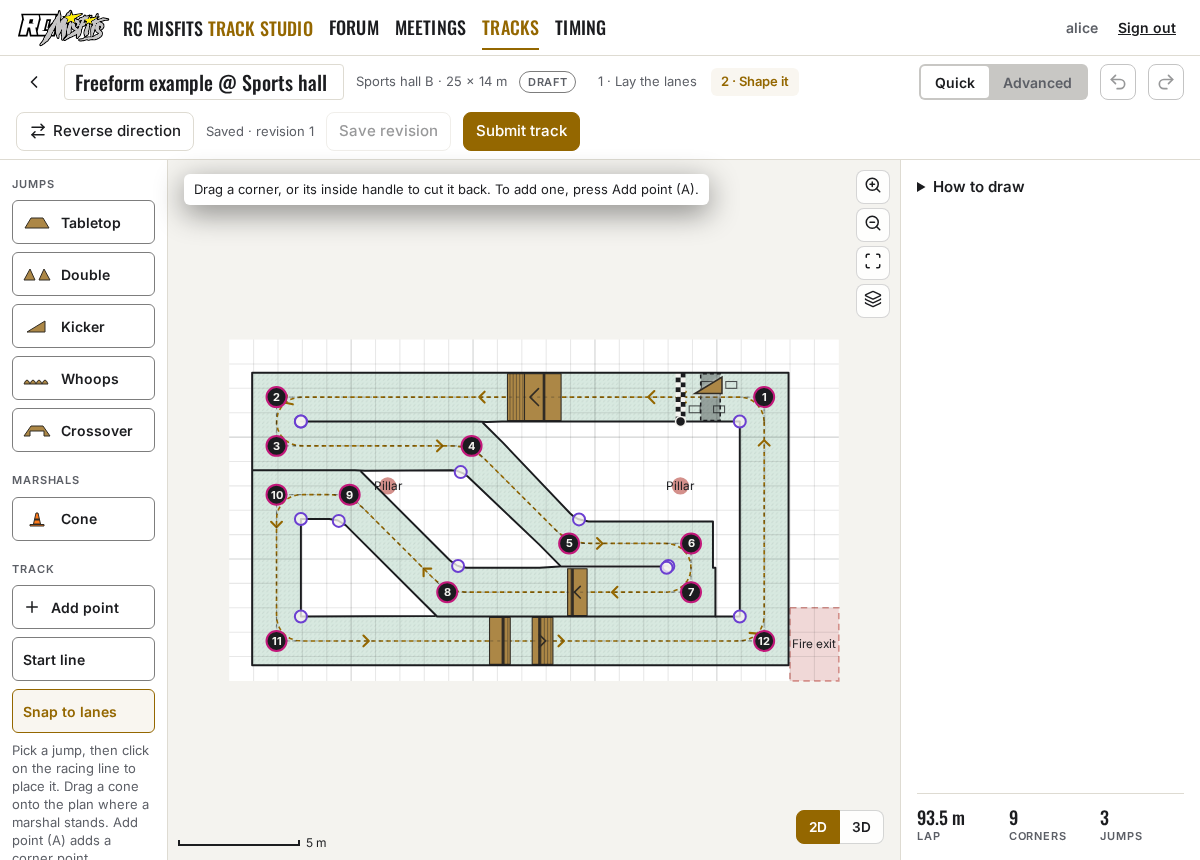 RC Misfits
RC MISFITS TRACK STUDIO
FORUM
MEETINGS
TRACKS
TIMING
alice
Sign out
Freeform example @ Sports hall
Sports hall B · 25 × 14 m
DRAFT
1 · Lay the lanes
2 · Shape it
Quick
Advanced
Reverse direction
Saved · revision 1
Save revision
Submit track
JUMPS
Tabletop
Double
Kicker
Whoops
Crossover
MARSHALS
Cone
TRACK
Add point
Start line
Snap to lanes
Pick a jump, then click
on the racing line to
place it. Drag a cone
onto the plan where a
marshal stands. Add
point (A) adds a
corner point
Drag a corner, or its inside handle to cut it back. To add one, press Add point (A).
2
1
3
4
Pillar
Pillar
10
9
5
6
8
7
11
12
Fire exit
5 m
2D
3D
How to draw
93.5 m
LAP
9
CORNERS
3
JUMPS